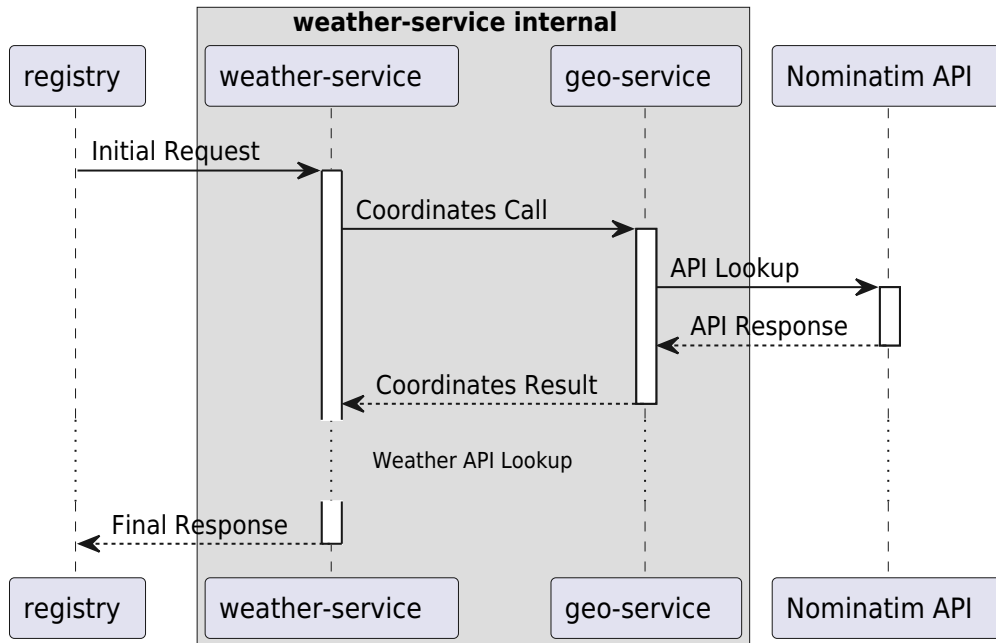 weather-service internal
registry
weather-service
geo-service
Nominatim API
Initial Request
Coordinates Call
API Lookup
API Response
Coordinates Result
Weather API Lookup
Final Response
registry
weather-service
geo-service
Nominatim API